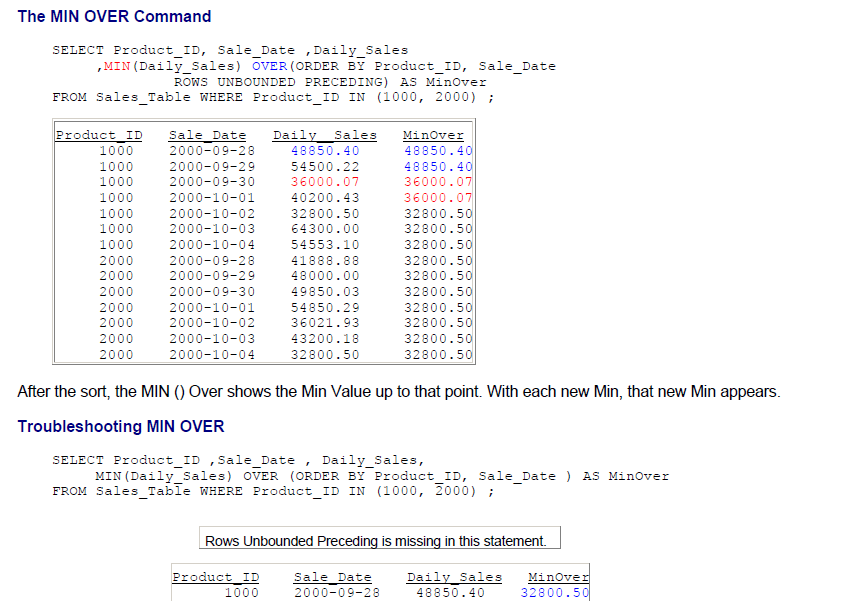 The MIN OVER Command
SELECT Product_ID, Sale_Date ,Daily_Sales
,MIN(Daily_Sales) OVER(ORDER BY Product_ID, Sale_Date
ROWS UNBOUNDED PRECEDING) AS MinOver
FROM Sales_Table WHERE Product_ID IN (1000, 2000) ;
Product_ID Sale_Date Daily__Sales MinOver
1000 2000-09-28 48850.40 48850.40
1000 2000-09-29 54500.22 48850.40
1000 2000-09-30 36000.07 36000.07
1000 2000-10-01 40200.43 36000.07
1000 2000-10-02 32800.50 32800.50
1000 2000-10-03 64300.00 32800.50
1000 2000-10-04 54553.10 32800.50
2000 2000-09-28 41888.88 32800.50
2000 2000-09-29 48000.00 32800.50
2000 2000-09-30 49850.03 32800.50
2000 2000-10-01 54850.29 32800.50
2000 2000-10-02 36021.93 32800.50
2000 2000-10-03 43200.18 32800.50
2000 2000-10-04 32800.50 32800.50
After the sort, the MIN () Over shows the Min Value up to that point. With each new Min, that new Min appears.
Troubleshooting MIN OVER
SELECT Product_ID ,Sale_Date , Daily_Sales,
MIN(Daily_Sales) OVER (ORDER BY Product_ID, Sale_Date ) AS MinOver
FROM Sales_Table WHERE Product_ID IN (1000, 2000) ;
Rows Unbounded Preceding is missing in this statement.
Product_ID Sale_Date Daily_Sales MinOver
1000 2000-09-28 48850.40 32800.50